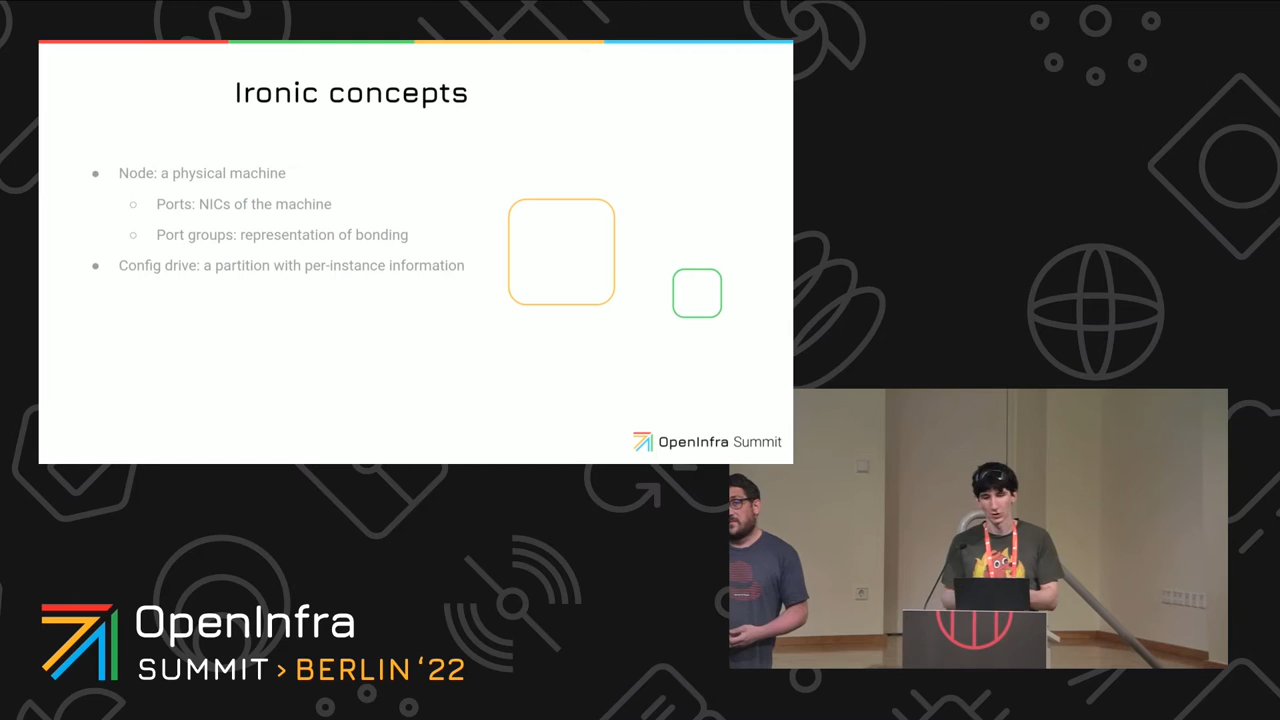 Ironic concepts
● Node: a physical machine
○ Ports: NICs of the machine
○ Port groups: representation of bonding
● Config drive: a partition with per-instance information
OpenInfra Summit
OpenInfra
SUMMIT > BERLIN ‘22